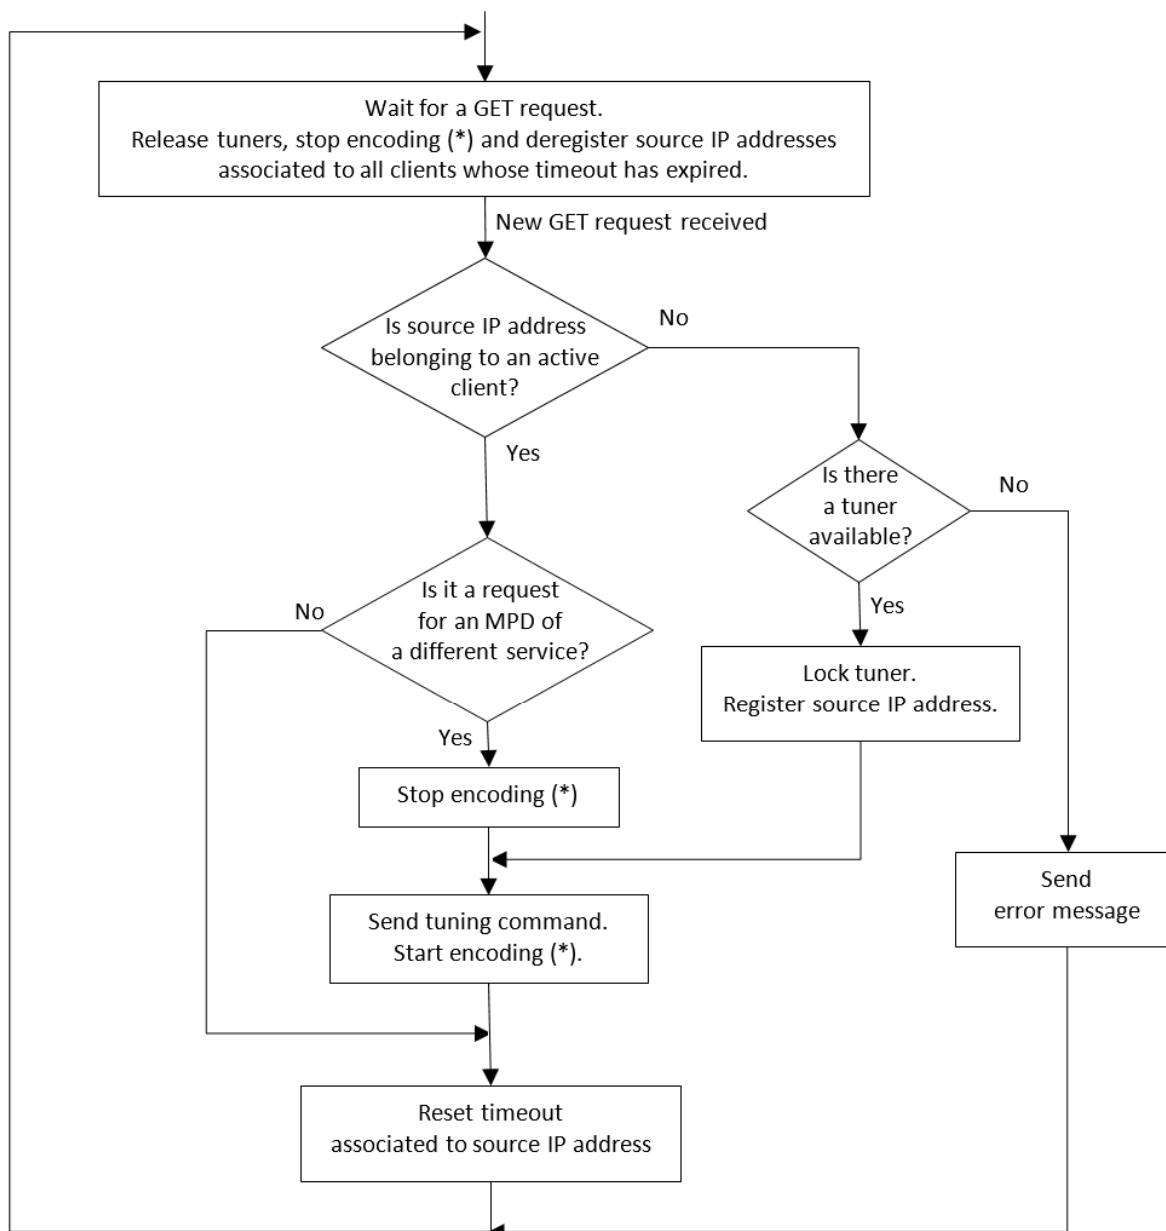 Wait for a GET request.
Release tuners, stop encoding (*) and deregister source IP addresses
associated to all clients whose timeout has expired.
New GET request received
Is source IP address
belonging to an active
client?
No
Yes
Is there
a tuner
available?
No
Yes
Is it a request
for an MPD of
a different service?
No
Yes
Lock tuner.
Register source IP address.
Stop encoding (*)
Send tuning command.
Start encoding (*).
Send
error message
Reset timeout
associated to source IP address